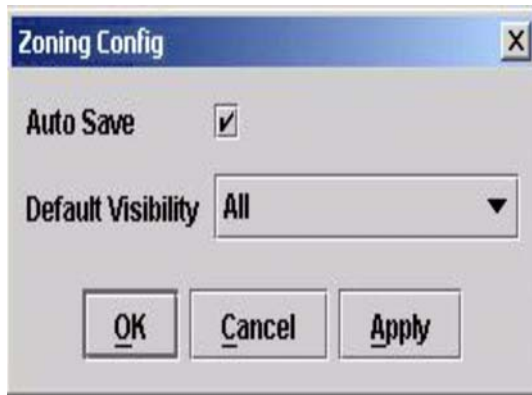 Zoning Config
Auto Save
Default Visibility All
OK Cancel Apply